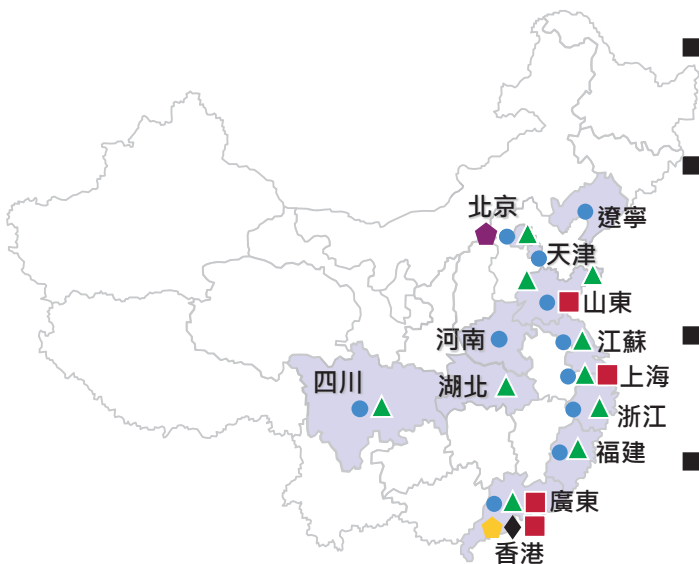 北京
遼寧
天津
山東
河南
江蘇
四川
湖北
上海
浙江
福建
廣東
香港